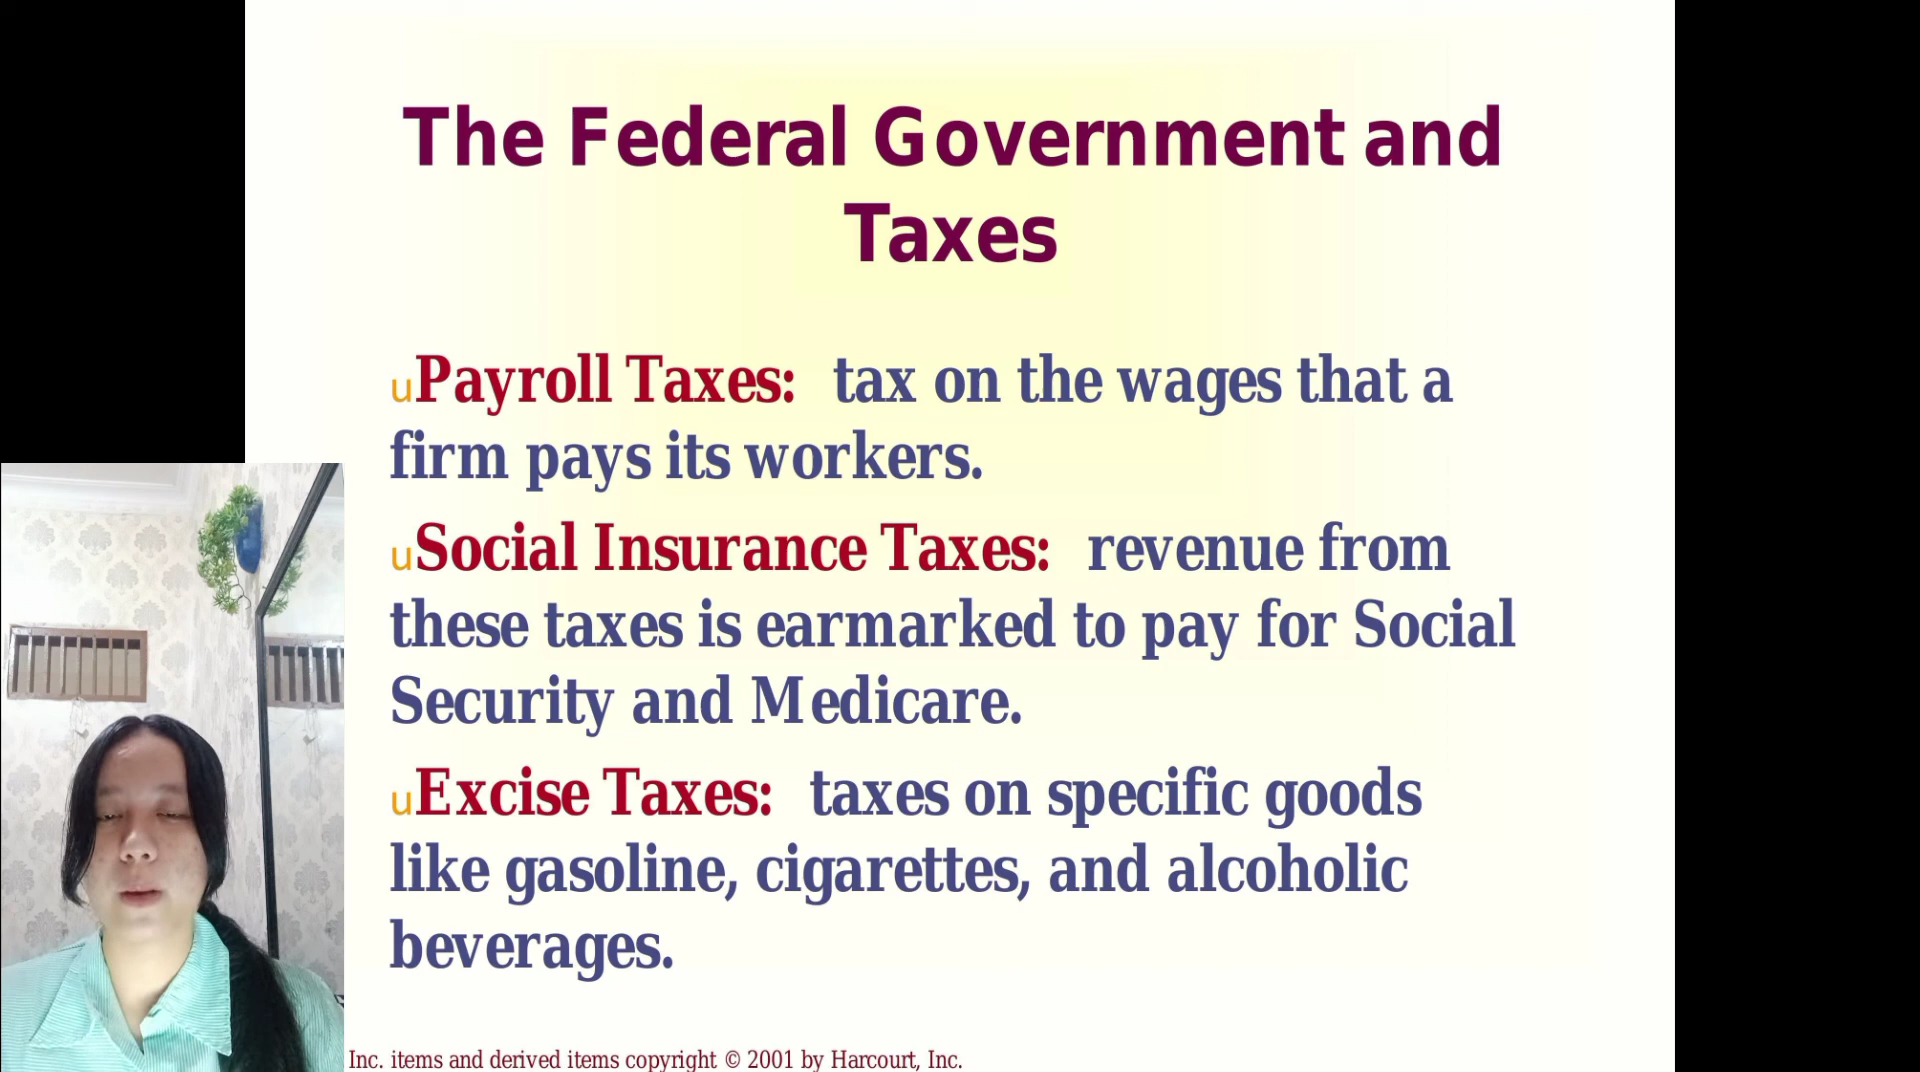 The Federal Government and
Taxes
uPayroll Taxes: tax on the wages that a
firm pays its workers.
uSocial Insurance Taxes: revenue from
these taxes is earmarked to pay for Social
Security and Medicare.
uExcise Taxes: taxes on specific goods
like gasoline, cigarettes, and alcoholic
beverages.
Inc. items and derived items copyright © 2001 by Harcourt, Inc.